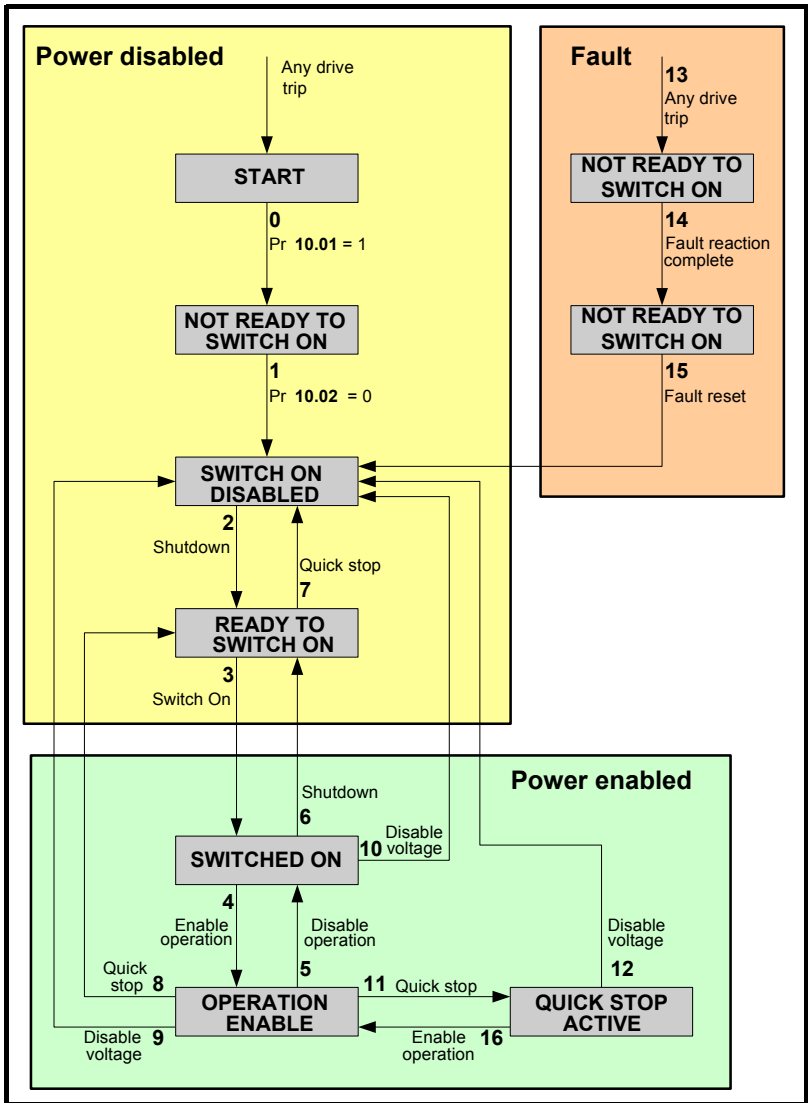 Power disabled
Any drive
trip
START
0
Pr 10.01 = 1
NOT READY TO
SWITCH ON
1
Pr 10.02 = 0
SWITCH ON
DISABLED
2
Shutdown
Quick stop
7
READY TO
SWITCH ON
3
Switch On
Fault
13
Any drive
trip
NOT READY TO
SWITCH ON
14
Fault reaction
complete
NOT READY TO
SWITCH ON
15
Fault reset
Power enabled
Shutdown
6
SWITCHED ON
10 Disable
voltage
4
Enable
operation
Disable
operation
5
Quick
stop 8
OPERATION
ENABLE
Disable
voltage 9
11 Quick stop
Enable
operation 16
Disable
voltage
12
QUICK STOP
ACTIVE